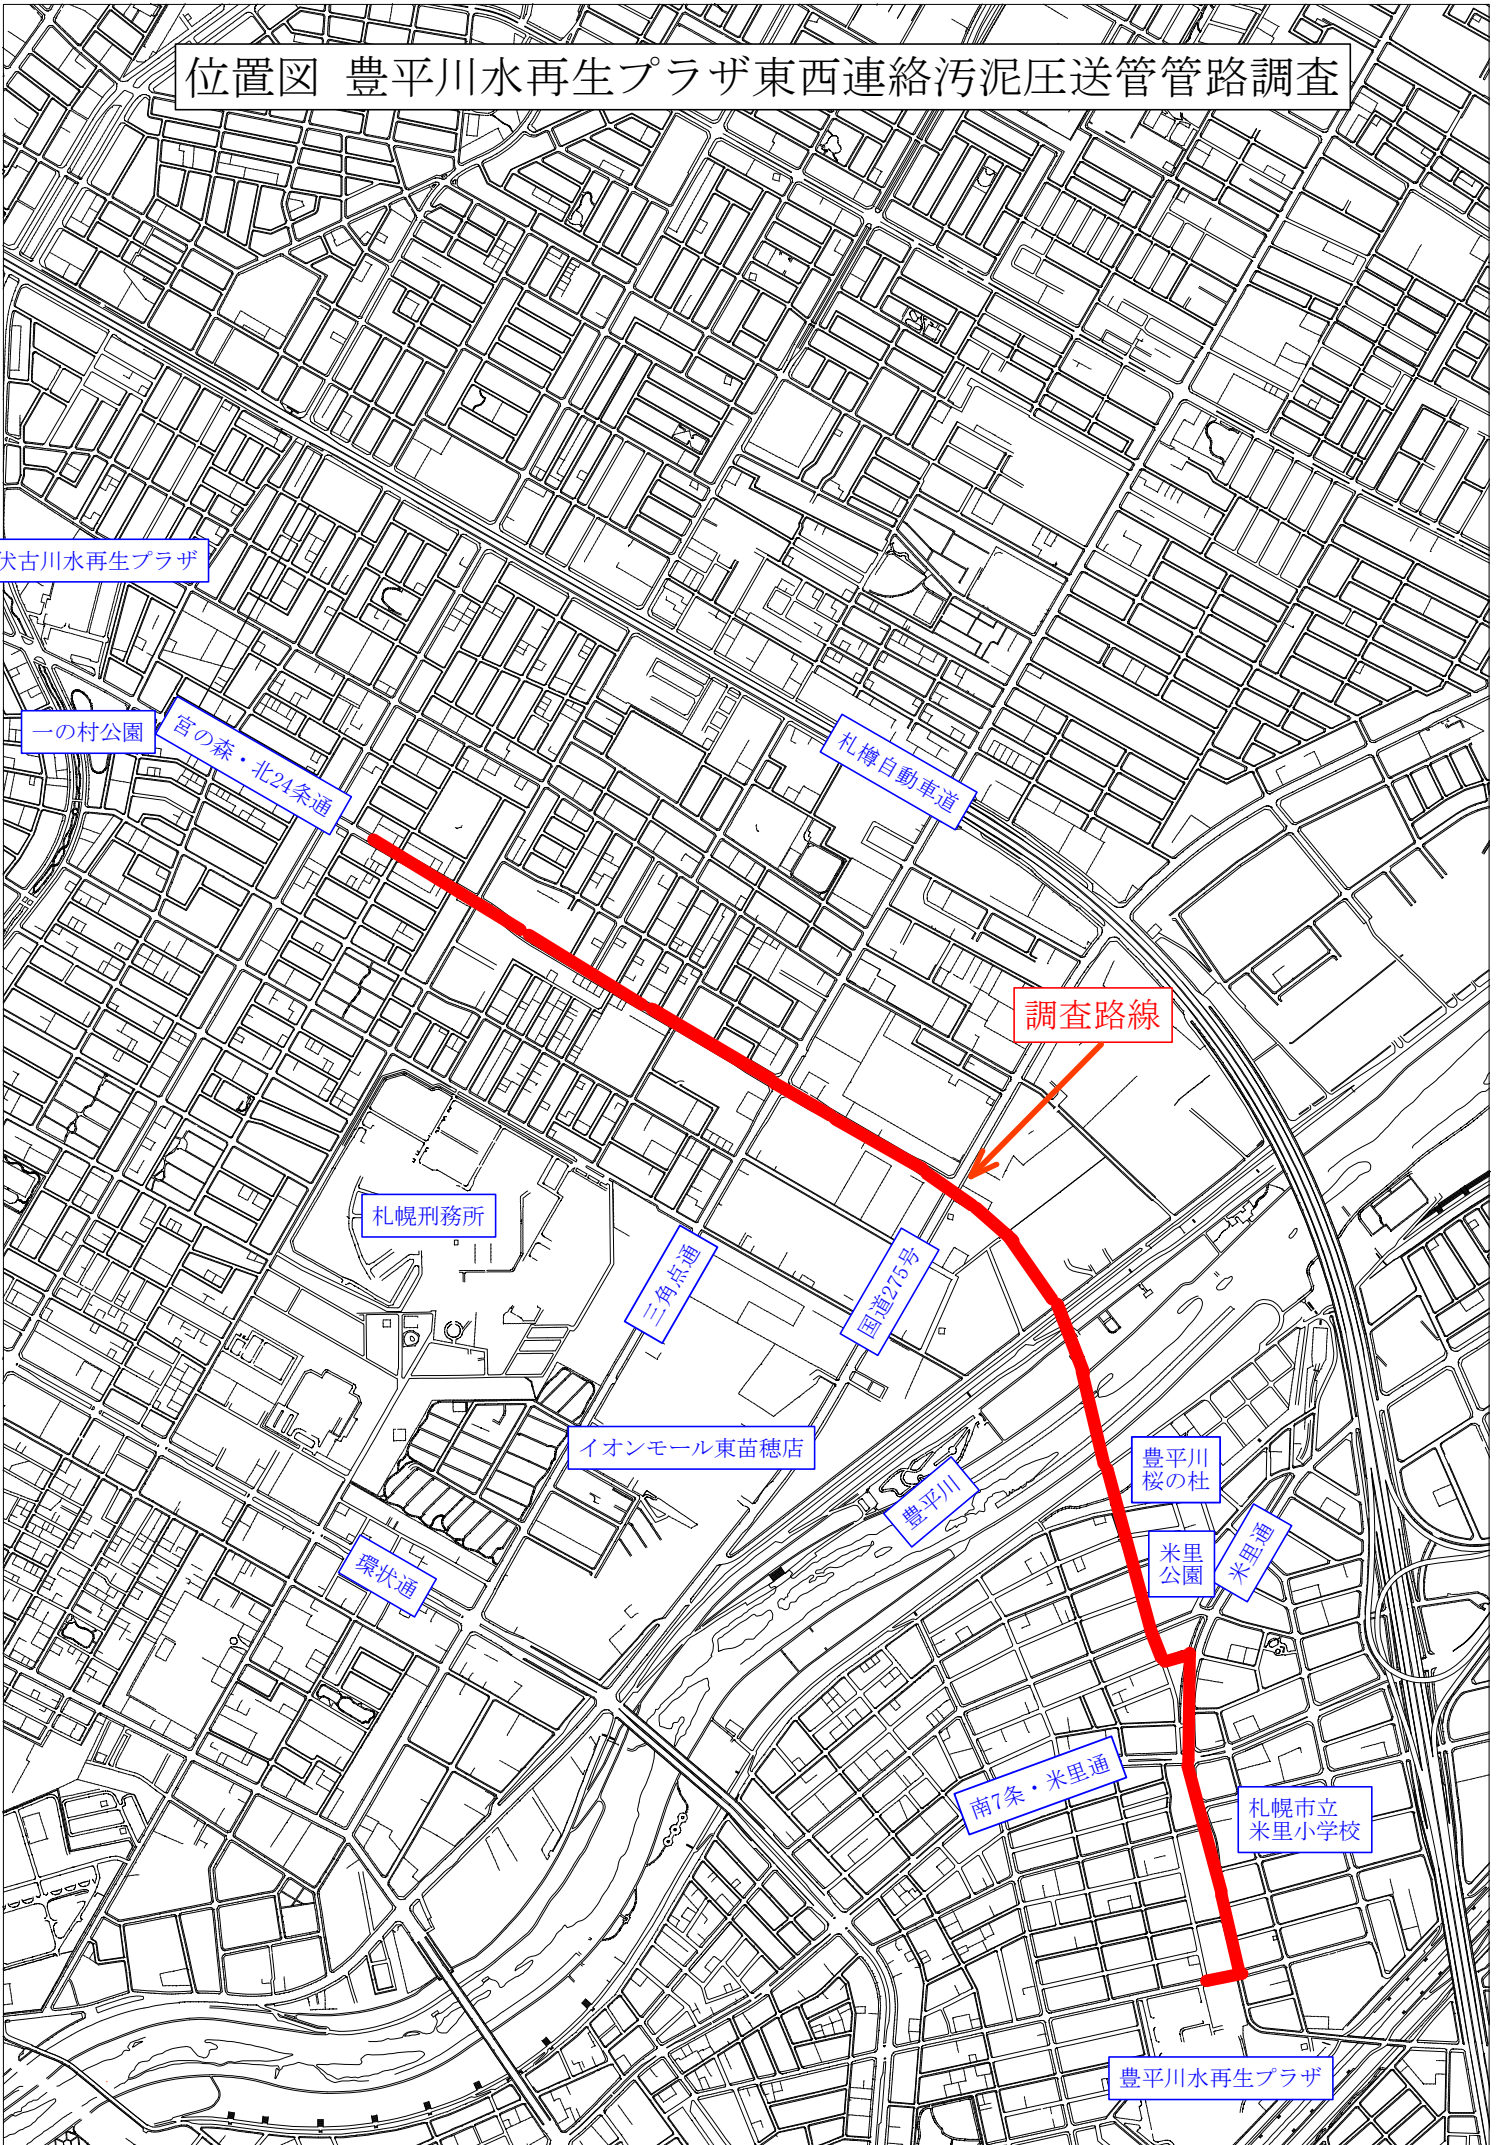 位置図 豊平川水再生プラザ東西連絡汚泥圧送管管路調査
伏古川水再生プラザ
一の村公園
宮の森・北24条通
札樽自動車道
調査路線
札幌刑務所
三角点通
国道275号
イオンモール東苗穂店
豊平川
豊平川
桜の杜
環状通
米里
公園
米里通
南7条・米里通
札幌市立
米里小学校
豊平川水再生プラザ